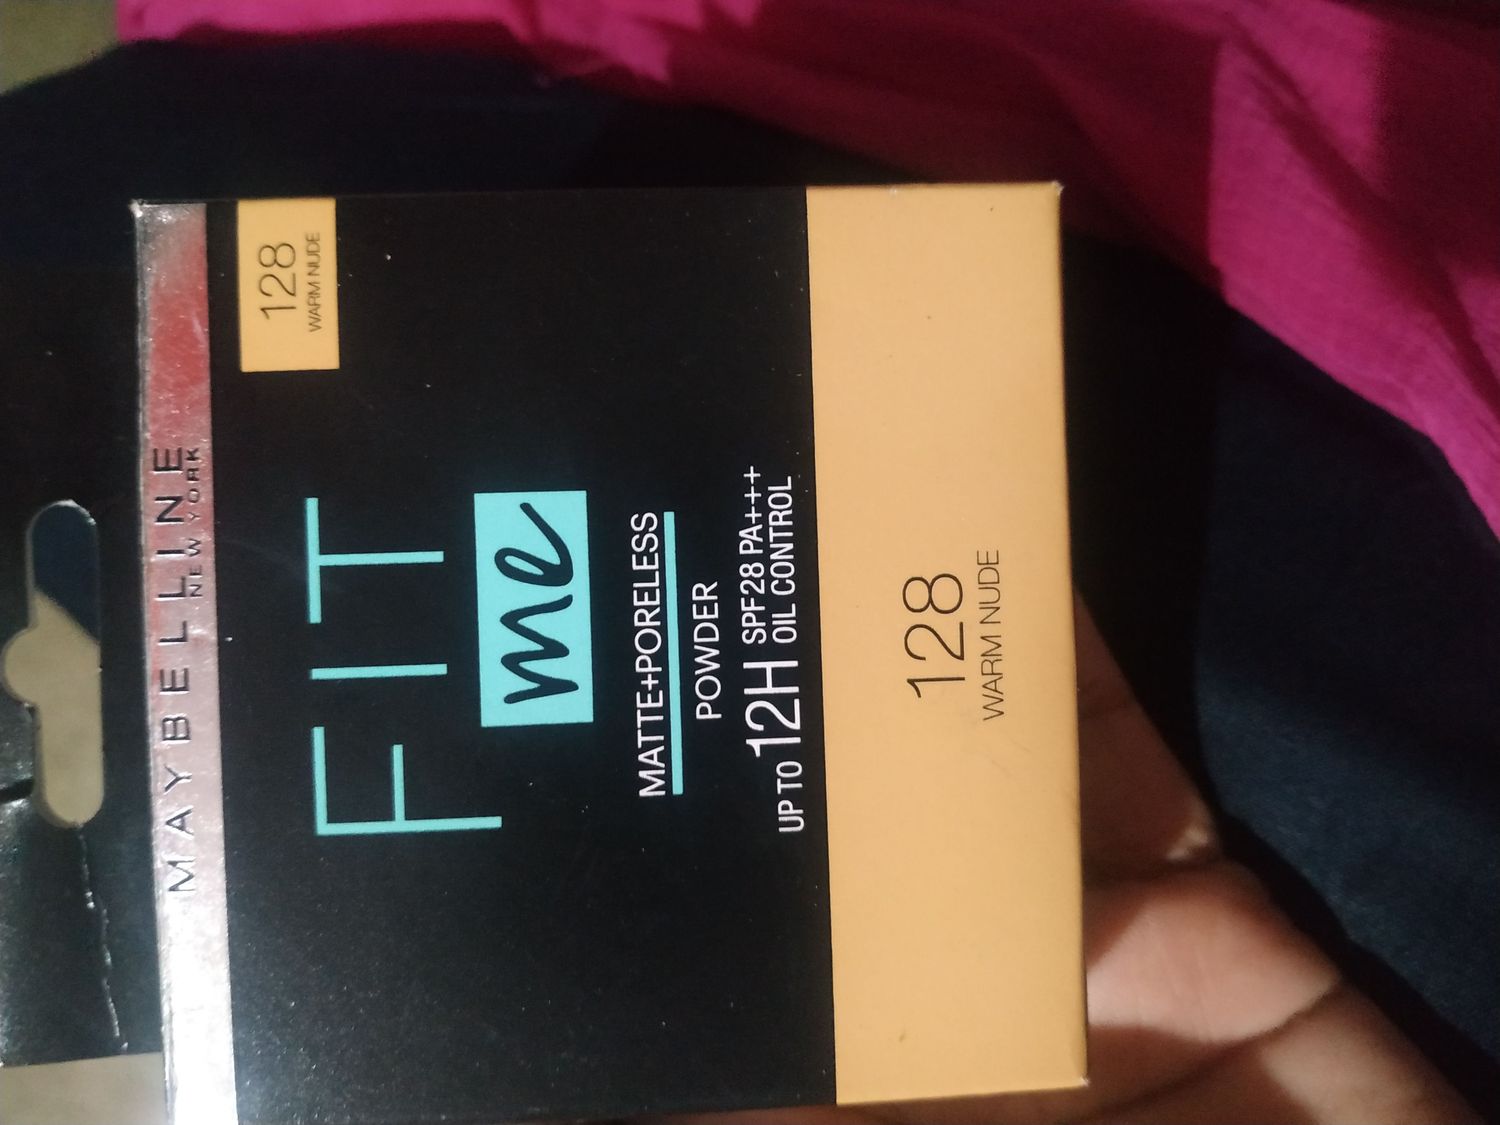 MAYBELLINE
NEW YORK
128
WARM NUDE
FIT
me
MATTE+PORELESS
POWDER
UP TO 12H SPF28 PA+++
OIL CONTROL
128
WARM NUDE